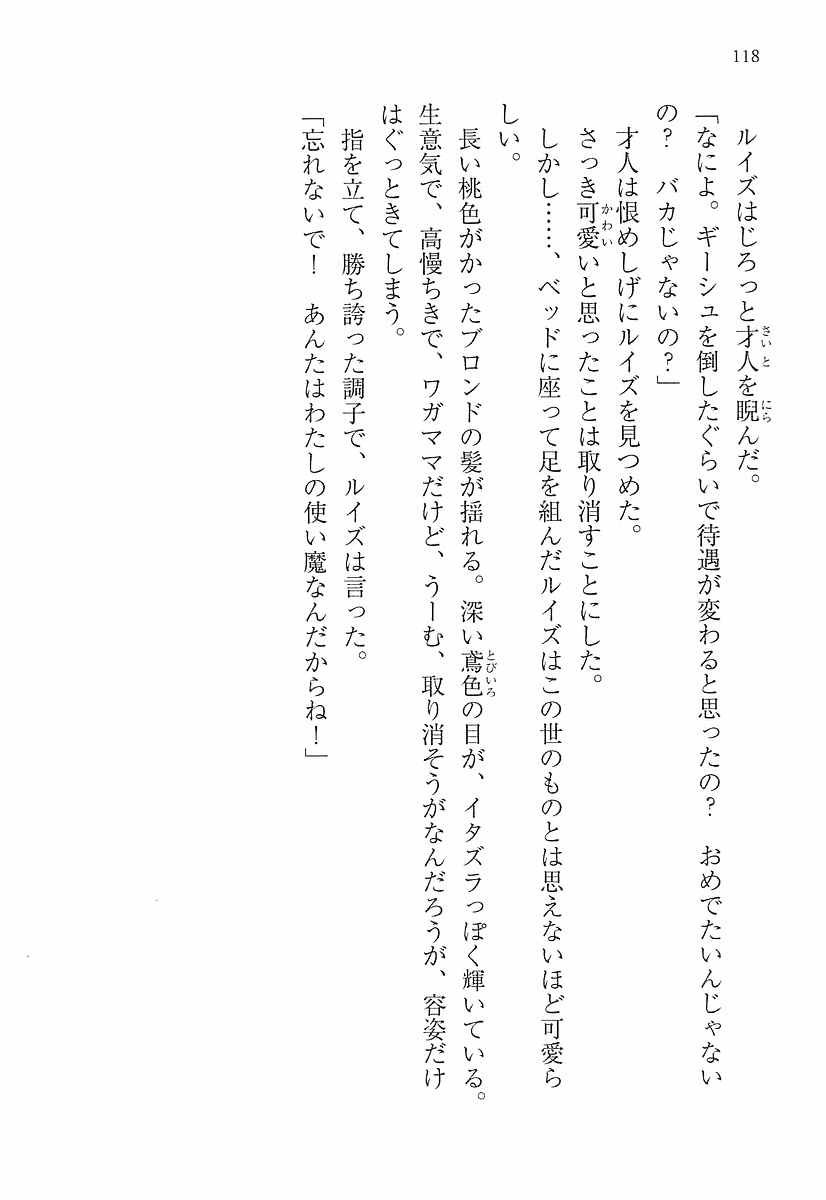 118
　ルイズはじろっと才人を睨んだ。
「なによ。ギーシュを倒したぐらいで待遇が変わると思ったの？　おめでたいんじゃない
の？　バカじゃないの？」
　才人は恨めしげにルイズを見つめた。
　さっき可愛いと思ったことは取り消すことにした。
　しかし……、ベッドに座って足を組んだルイズはこの世のものとは思えないほど可愛ら
しい。
　長い桃色がかったブロンドの髪が揺れる。深い鳶色の目が、イタズラっぽく輝いている。
生意気で、高慢ちきで、ワガママだけど、うーむ、取り消そうがなんだろうが、容姿だけ
はぐっときてしまう。
　指を立て、勝ち誇った調子で、ルイズは言った。
「忘れないで！　あんたはわたしの使い魔なんだからね！」